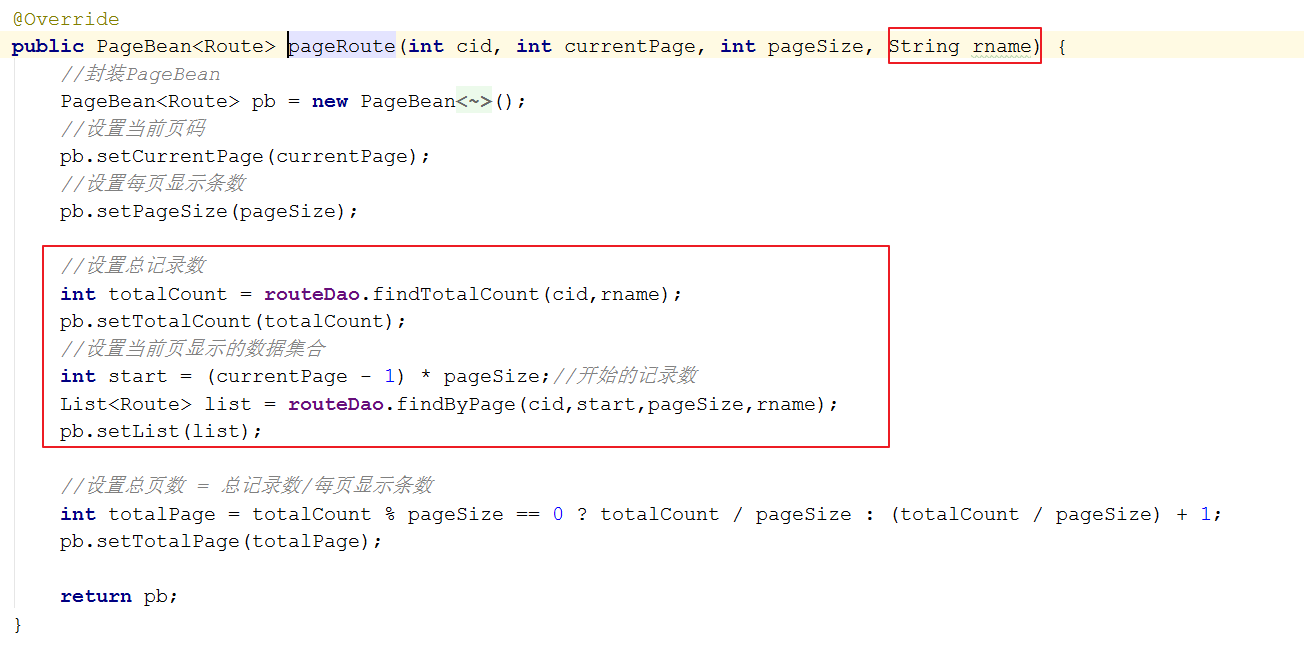 @Override
public PageBean<Route> pageRoute(int cid, int currentPage, int pageSize, String rname) {
//封装PageBean
PageBean<Route> pb = new PageBean<~>();
//设置当前页码
pb.setCurrentPage(currentPage);
//设置每页显示条数
pb.setPageSize(pageSize);
//设置总记录数
int totalCount = routeDao.findTotalCount(cid,rname);
pb.setTotalCount(totalCount);
//设置当前页显示的数据集合
int start = (currentPage - 1) * pageSize;//开始的记录数
List<Route> list = routeDao.findByPage(cid,start,pageSize,rname);
pb.setList(list);
//设置总页数 = 总记录数/每页显示条数
int totalPage = totalCount % pageSize == 0 ? totalCount / pageSize : (totalCount / pageSize) + 1;
pb.setTotalPage(totalPage);
return pb;
}